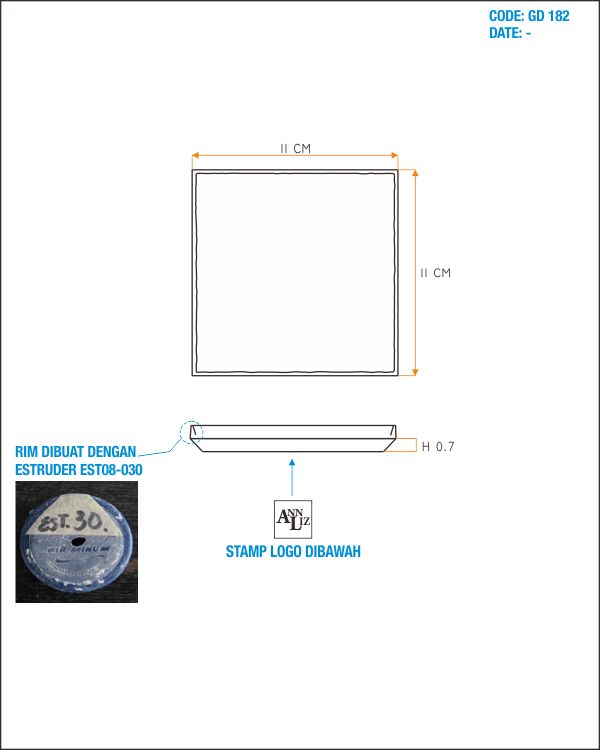 CODE: GD 182
DATE: -
11 CM
11 CM
H 0.7
RIM DIBUAT DENGAN
ESTRUDER EST08-030
EST. 30.
AIR MINUM
ANN
LIZ
STAMP LOGO DIBAWAH